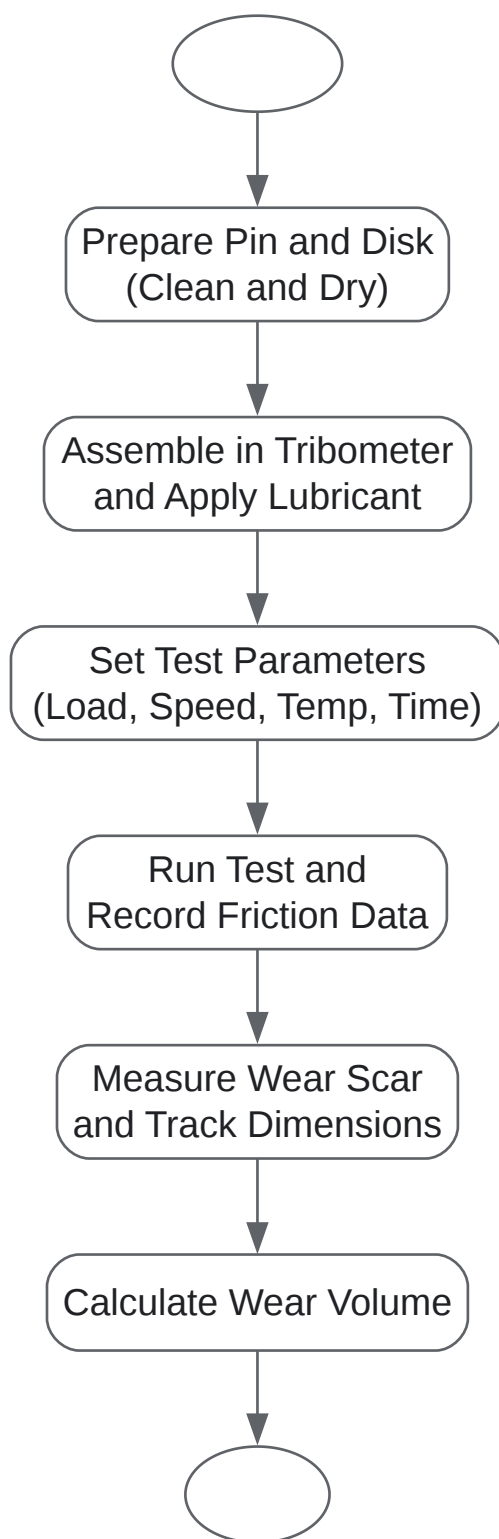 Prepare Pin and Disk
(Clean and Dry)
Assemble in Tribometer
and Apply Lubricant
Set Test Parameters
(Load, Speed, Temp, Time)
Run Test and
Record Friction Data
Measure Wear Scar
and Track Dimensions
Calculate Wear Volume